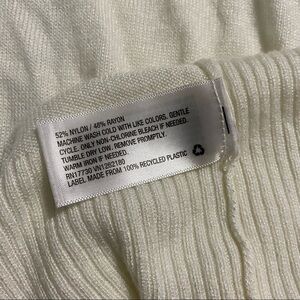 52% NYLON / 48% RAYON
MACHINE WASH COLD WITH LIKE COLORS, GENTLE
CYCLE. ONLY NON-CHLORINE BLEACH IF NEEDED.
TUMBLE DRY LOW. REMOVE PROMPTLY.
WARM IRON IF NEEDED.
RN17730 VN1262180
LABEL MADE FROM 100% RECYCLED PLASTIC